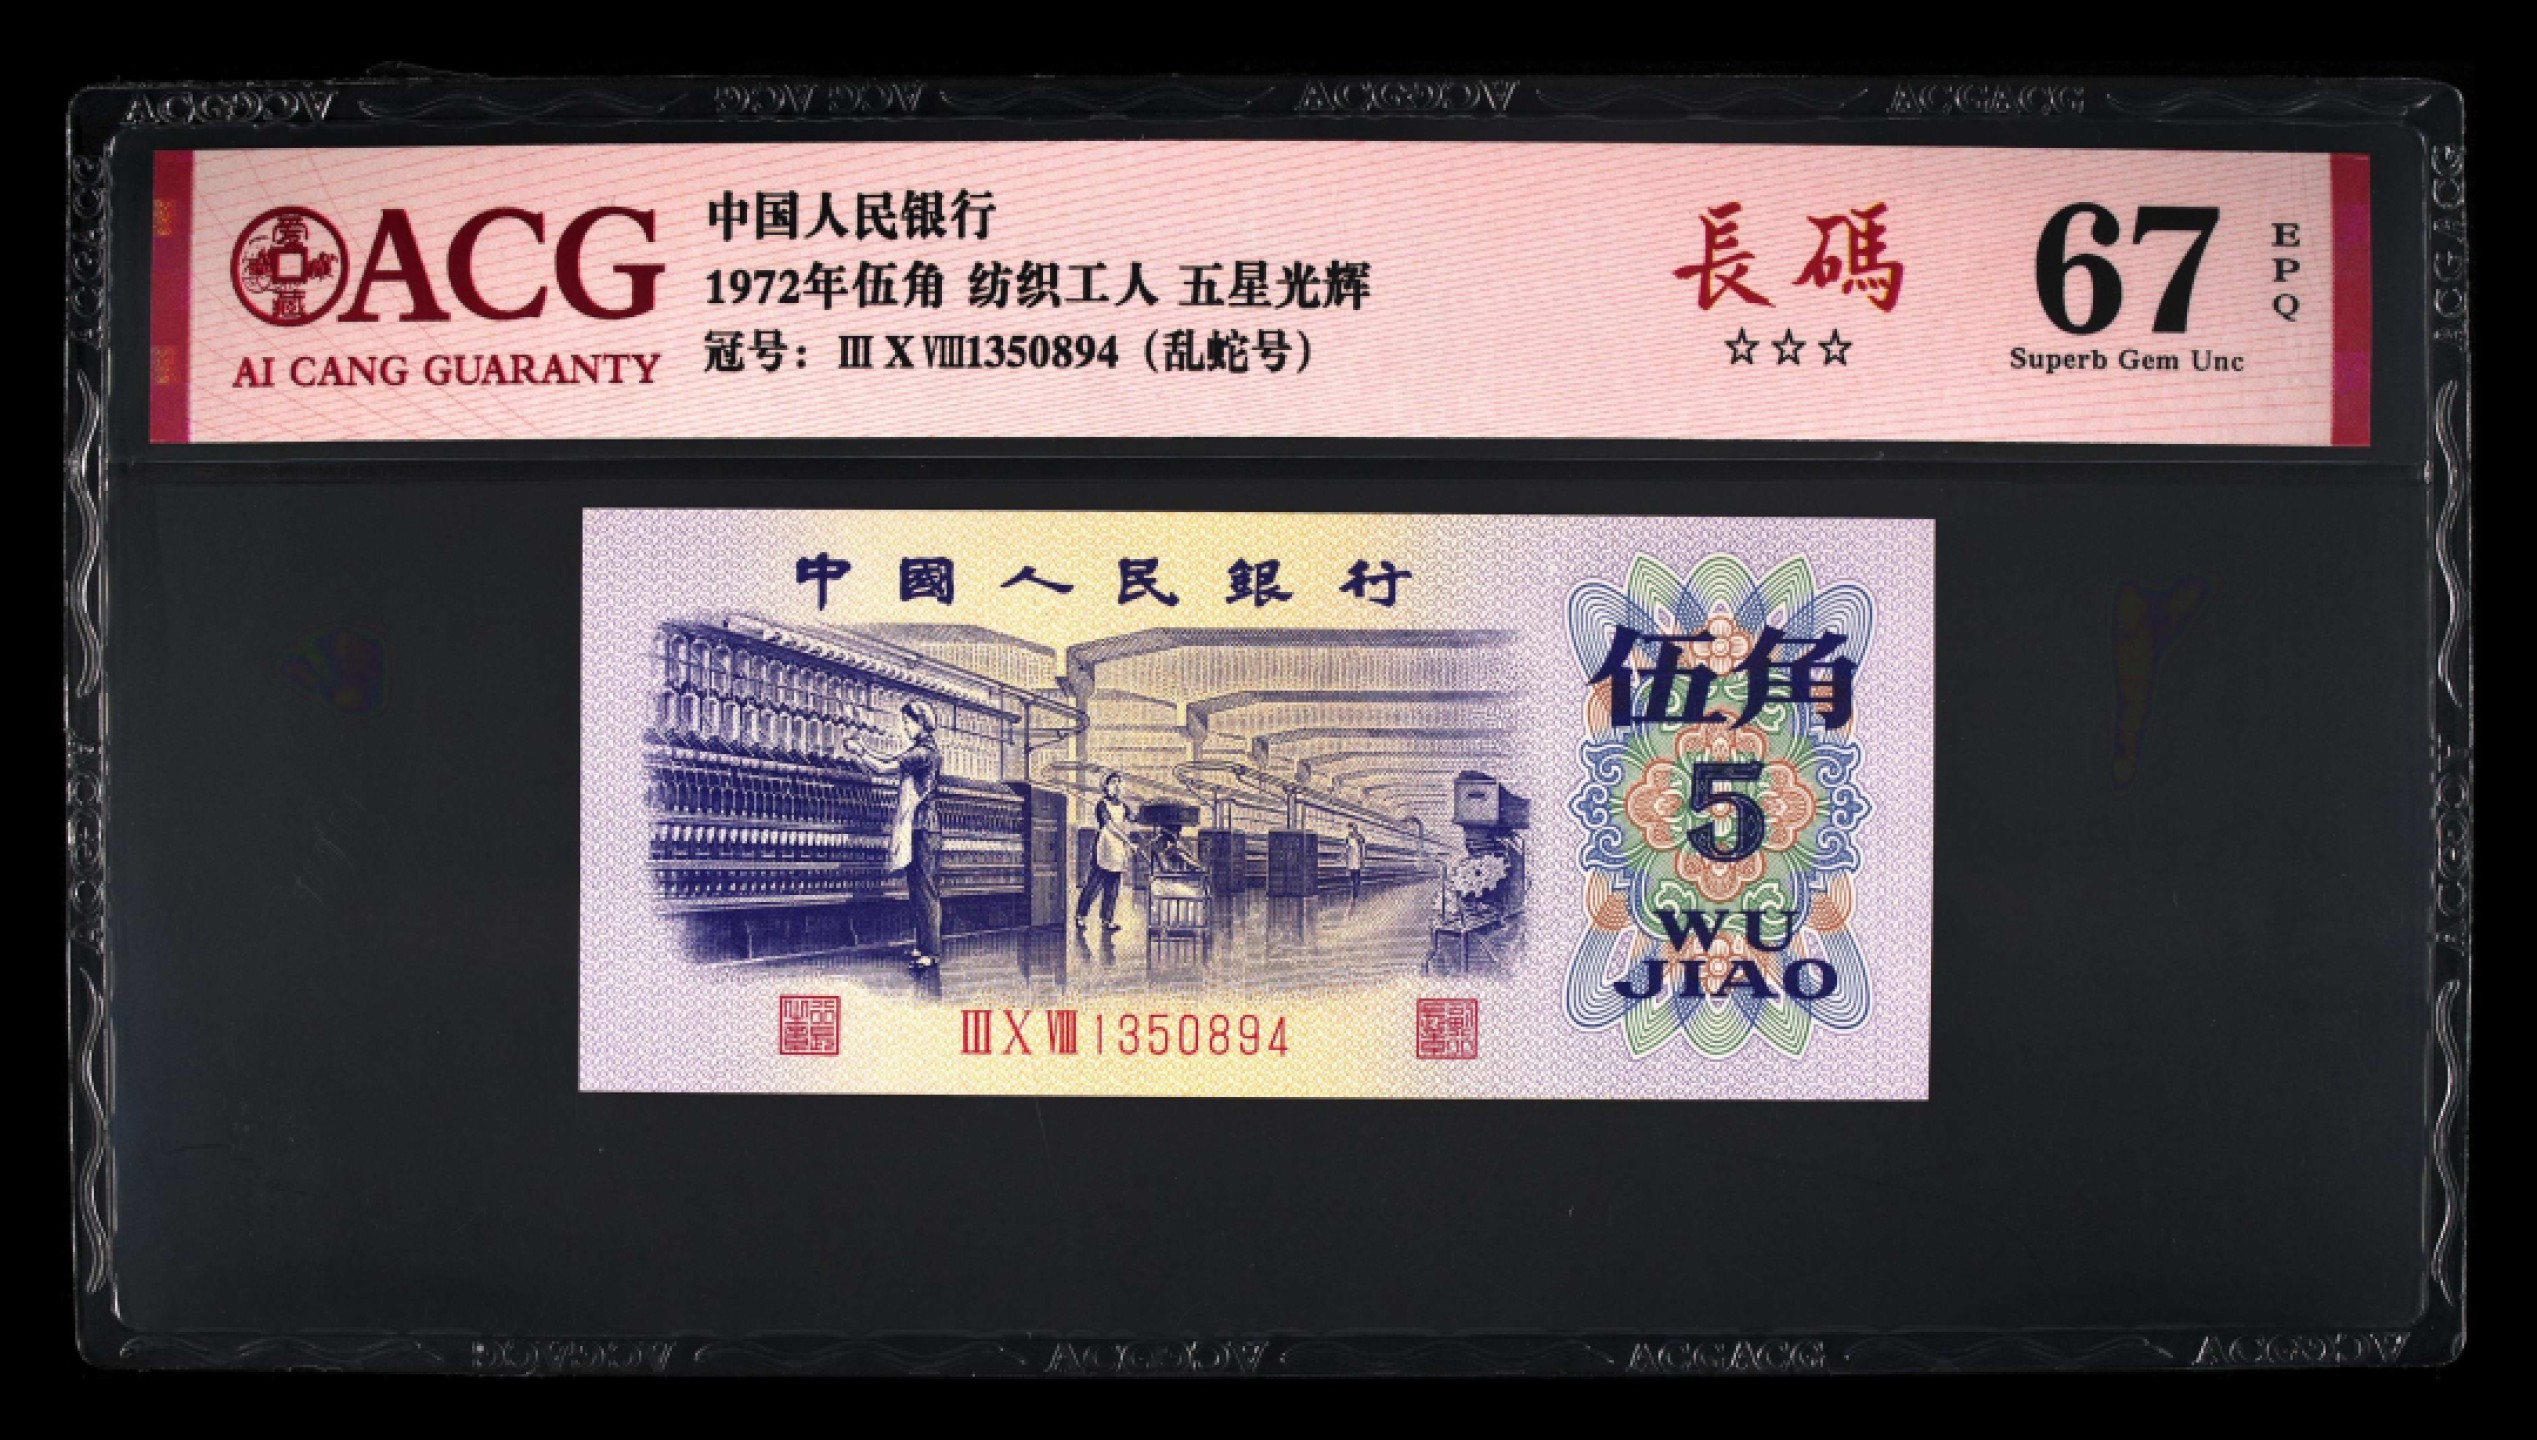 ACG
AI CANG GUARANTY
中国人民银行
1972年伍角 纺织工人 五星光辉
冠号：ⅢⅩⅧ1350894（乱蛇号）
長碼
☆☆☆
67
EPQ
Superb Gem Unc
中國人民銀行
伍角
5
WU
JIAO
ⅢⅩⅧ1350894